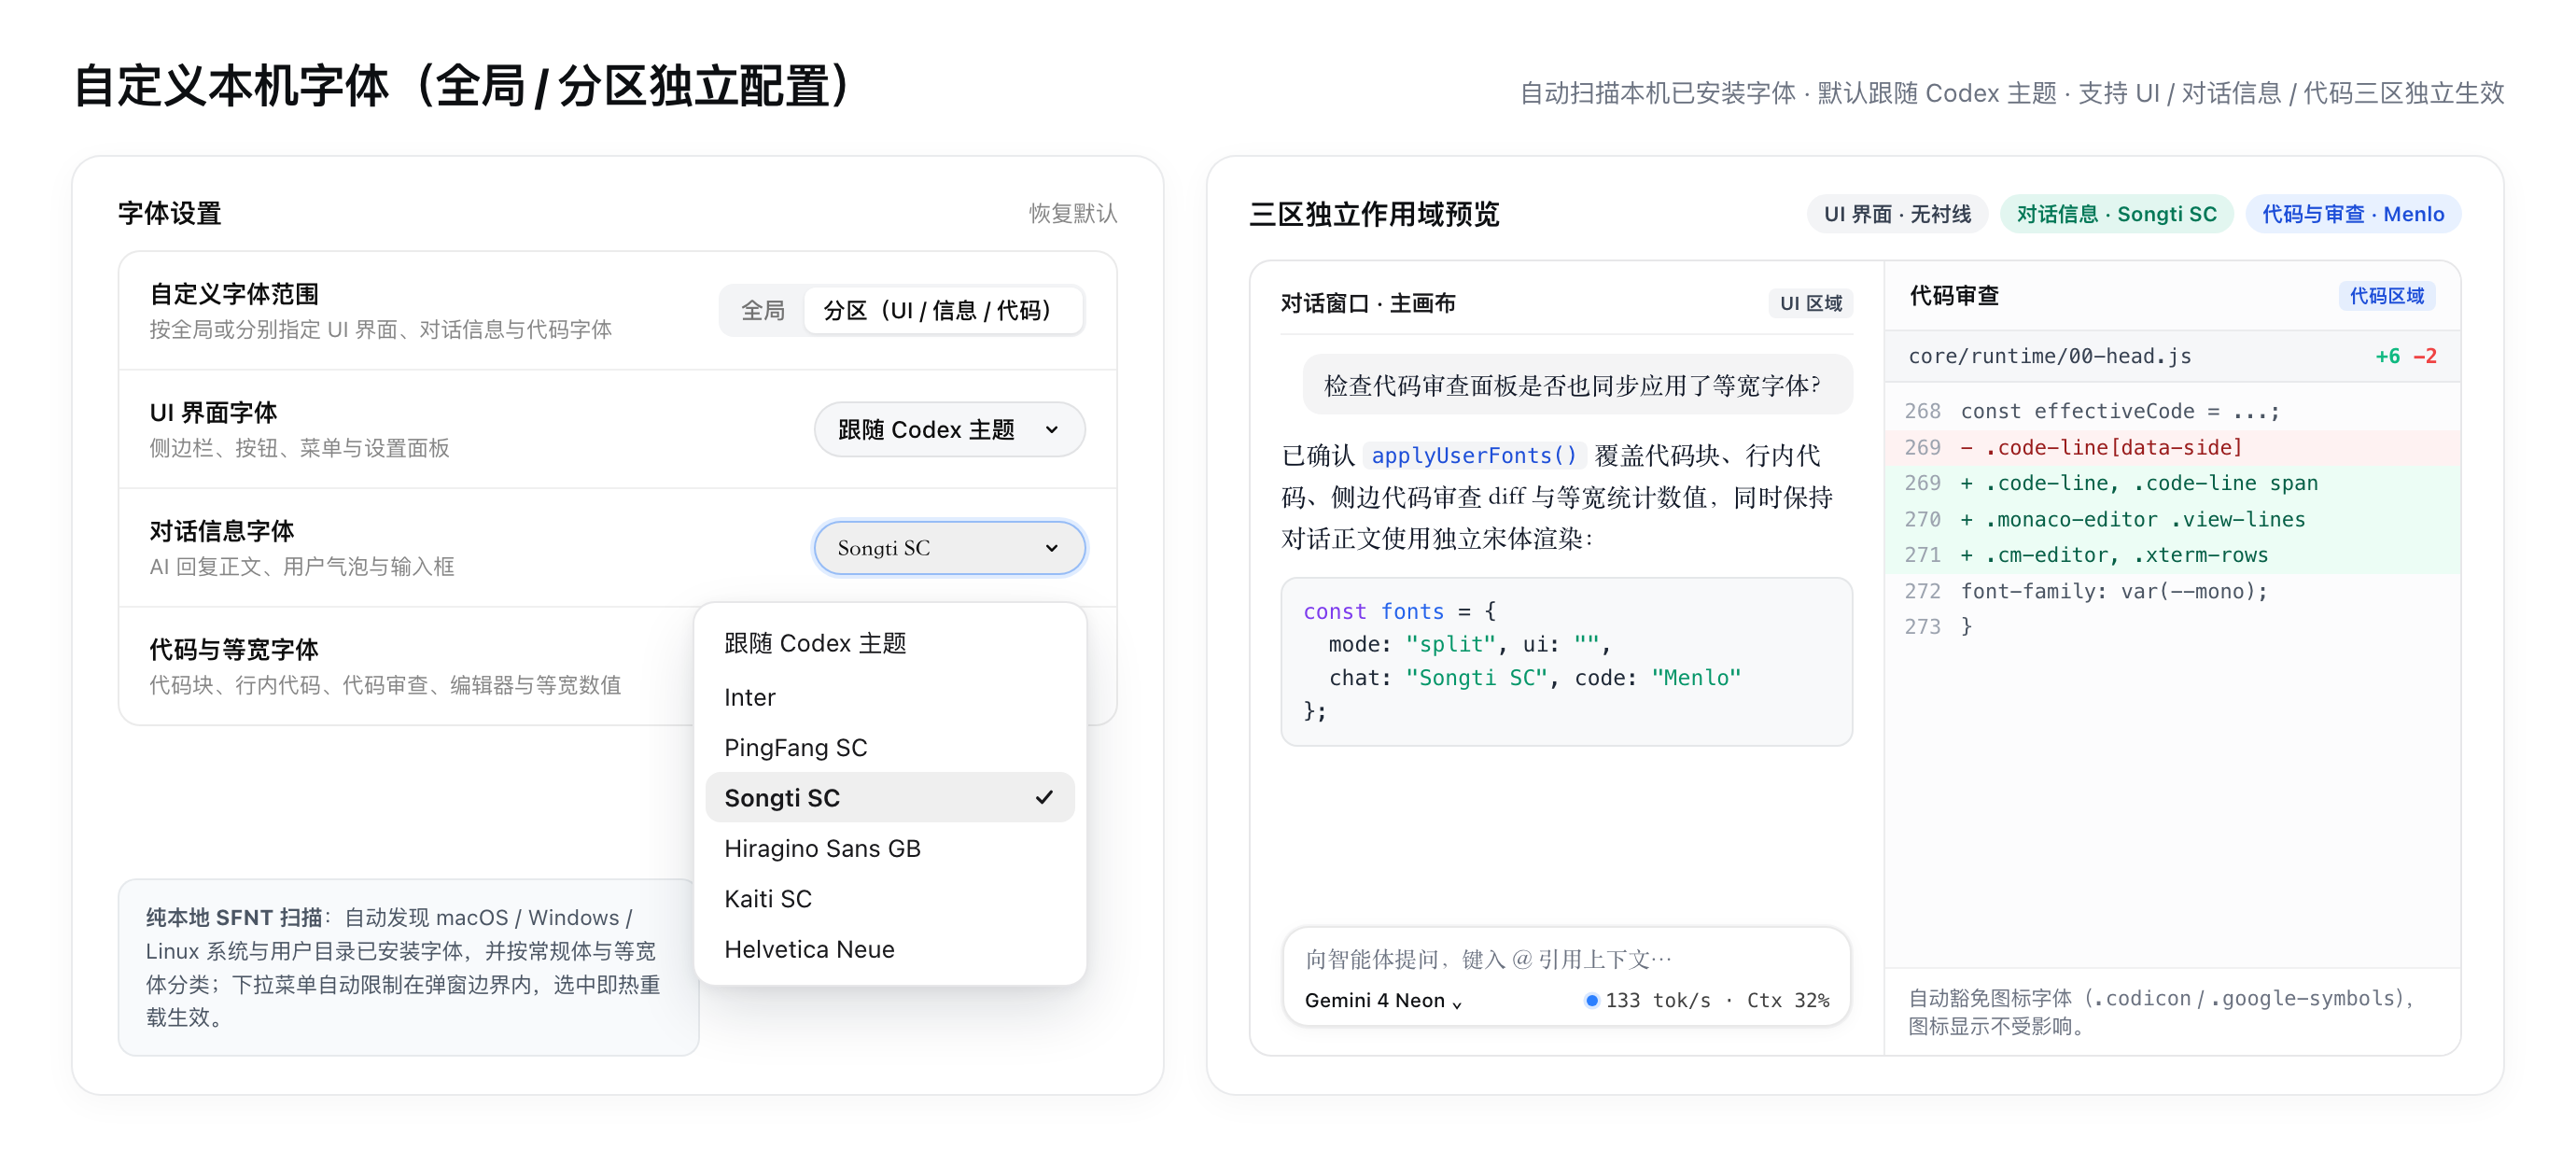 自定义本机字体（全局 / 分区独立配置）
自动扫描本机已安装字体 · 默认跟随 Codex 主题 · 支持 UI / 对话信息 / 代码三区独立生效
字体设置
恢复默认
自定义字体范围
按全局或分别指定 UI 界面、对话信息与代码字体
全局
分区（UI / 信息 / 代码）
UI 界面字体
侧边栏、按钮、菜单与设置面板
跟随 Codex 主题
对话信息字体
AI 回复正文、用户气泡与输入框
Songti SC
代码与等宽字体
代码块、行内代码、代码审查、编辑器与等宽数值
跟随 Codex 主题
Inter
PingFang SC
Songti SC
Hiragino Sans GB
Kaiti SC
Helvetica Neue
纯本地 SFNT 扫描：自动发现 macOS / Windows /
Linux 系统与用户目录已安装字体，并按常规体与等宽
体分类；下拉菜单自动限制在弹窗边界内，选中即热重
载生效。
三区独立作用域预览
UI 界面 · 无衬线
对话信息 · Songti SC
代码与审查 · Menlo
对话窗口 · 主画布
UI 区域
检查代码审查面板是否也同步应用了等宽字体？
已确认 applyUserFonts() 覆盖代码块、行内代
码、侧边代码审查 diff 与等宽统计数值，同时保持
对话正文使用独立宋体渲染：
const fonts = {
  mode: "split", ui: "",
  chat: "Songti SC", code: "Menlo"
};
向智能体提问，键入 @ 引用上下文…
Gemini 4 Neon
133 tok/s · Ctx 32%
代码审查
代码区域
core/runtime/00-head.js
+6 −2
268 const effectiveCode = ...;
269 − .code-line[data-side]
269 + .code-line, .code-line span
270 + .monaco-editor .view-lines
271 + .cm-editor, .xterm-rows
272 font-family: var(--mono);
273 }
自动豁免图标字体（.codicon / .google-symbols），
图标显示不受影响。